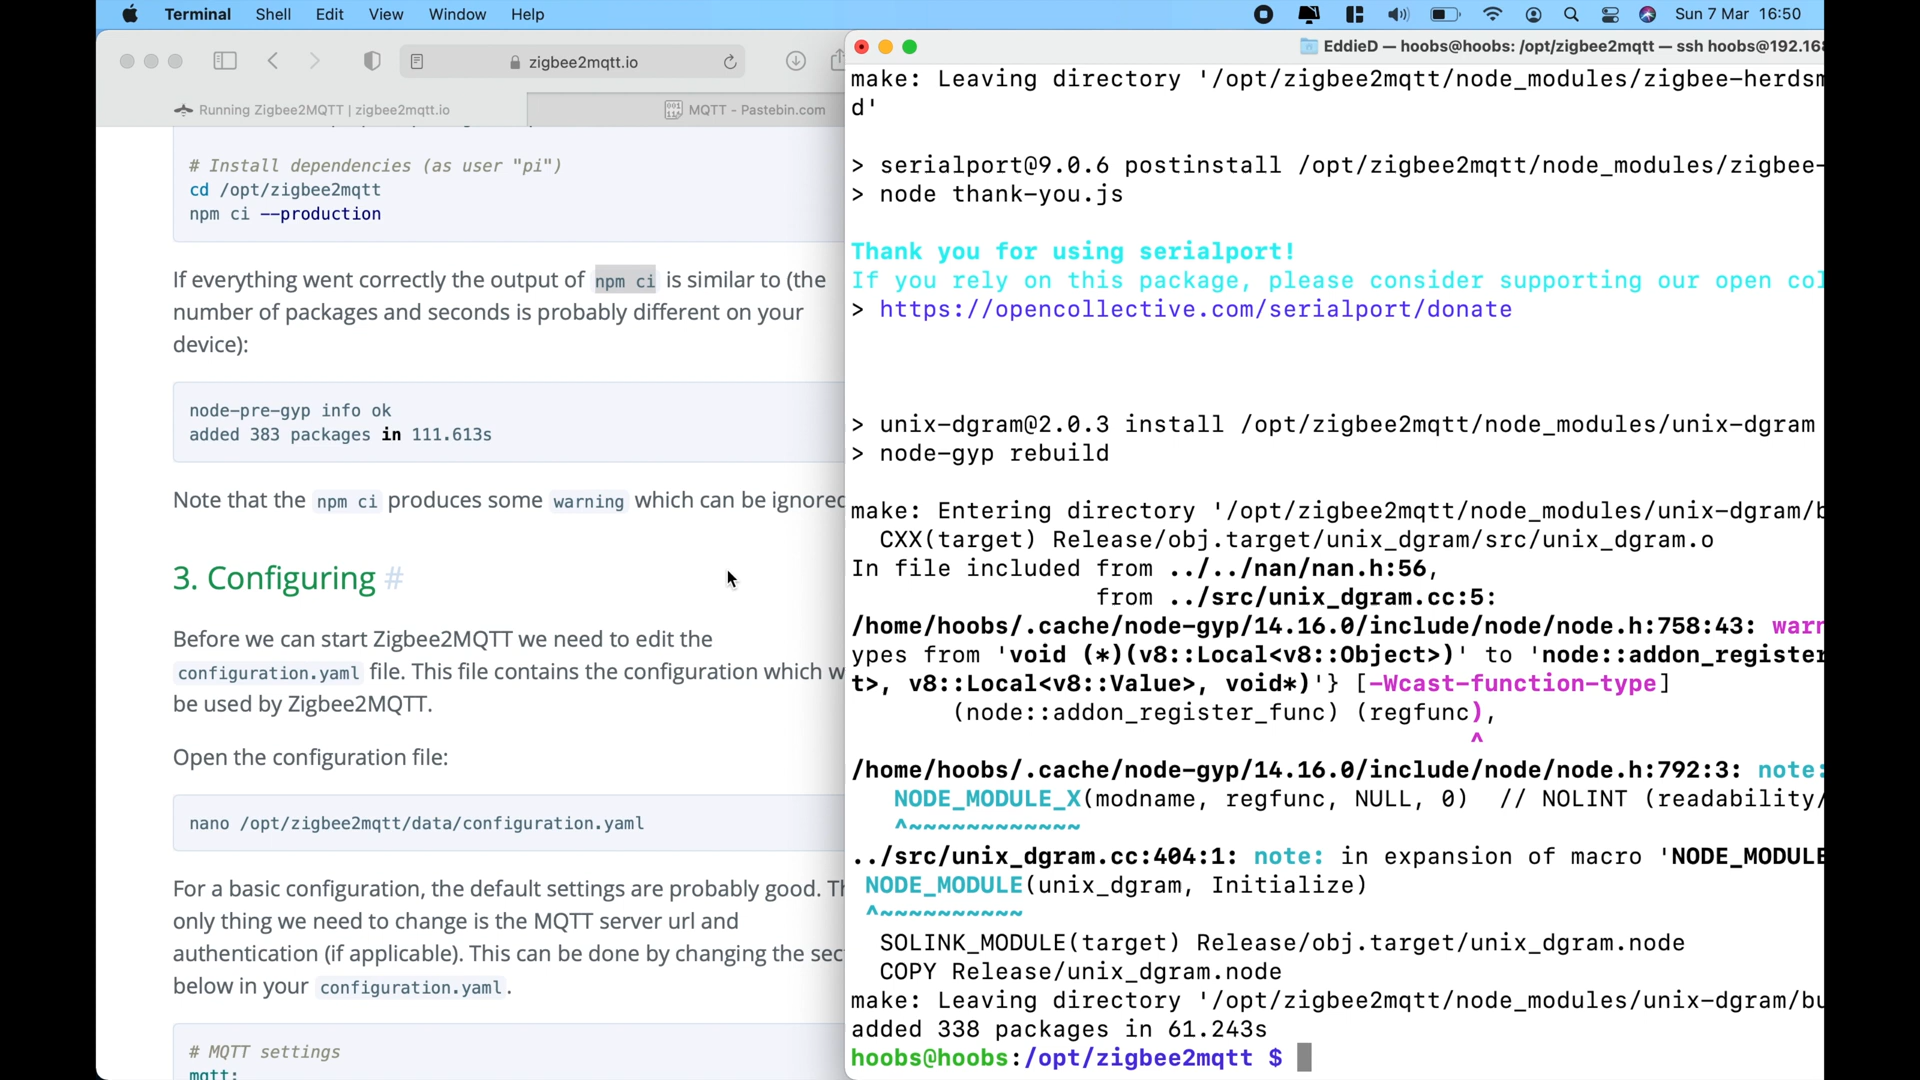 Terminal Shell Edit View Window Help Sun 7 Mar 16:50
zigbee2mqtt.io
Running Zigbee2MQTT | zigbee2mqtt.io
MQTT - Pastebin.com
# Install dependencies (as user "pi")
cd /opt/zigbee2mqtt
npm ci --production
If everything went correctly the output of npm ci is similar to (the
number of packages and seconds is probably different on your
device):
node-pre-gyp info ok
added 383 packages in 111.613s
Note that the npm ci produces some warning which can be ignored
3. Configuring #
Before we can start Zigbee2MQTT we need to edit the
configuration.yaml file. This file contains the configuration which w
be used by Zigbee2MQTT.
Open the configuration file:
nano /opt/zigbee2mqtt/data/configuration.yaml
For a basic configuration, the default settings are probably good. Th
only thing we need to change is the MQTT server url and
authentication (if applicable). This can be done by changing the sec
below in your configuration.yaml.
# MQTT settings
mqtt:
EddieD — hoobs@hoobs: /opt/zigbee2mqtt — ssh hoobs@192.168
make: Leaving directory '/opt/zigbee2mqtt/node_modules/zigbee-herdsm
d'
> serialport@9.0.6 postinstall /opt/zigbee2mqtt/node_modules/zigbee-
> node thank-you.js
Thank you for using serialport!
If you rely on this package, please consider supporting our open col
> https://opencollective.com/serialport/donate
> unix-dgram@2.0.3 install /opt/zigbee2mqtt/node_modules/unix-dgram
> node-gyp rebuild
make: Entering directory '/opt/zigbee2mqtt/node_modules/unix-dgram/b
CXX(target) Release/obj.target/unix_dgram/src/unix_dgram.o
In file included from ../../nan/nan.h:56,
from ../src/unix_dgram.cc:5:
/home/hoobs/.cache/node-gyp/14.16.0/include/node/node.h:758:43: warn
ypes from 'void (*)(v8::Local<v8::Object>)' to 'node::addon_register
t>, v8::Local<v8::Value>, void*)'} [-Wcast-function-type]
(node::addon_register_func) (regfunc),
^
/home/hoobs/.cache/node-gyp/14.16.0/include/node/node.h:792:3: note:
NODE_MODULE_X(modname, regfunc, NULL, 0) // NOLINT (readability/
^~~~~~~~~~~~~
../src/unix_dgram.cc:404:1: note: in expansion of macro 'NODE_MODULE
NODE_MODULE(unix_dgram, Initialize)
^~~~~~~~~~~
SOLINK_MODULE(target) Release/obj.target/unix_dgram.node
COPY Release/unix_dgram.node
make: Leaving directory '/opt/zigbee2mqtt/node_modules/unix-dgram/bu
added 338 packages in 61.243s
hoobs@hoobs:/opt/zigbee2mqtt $